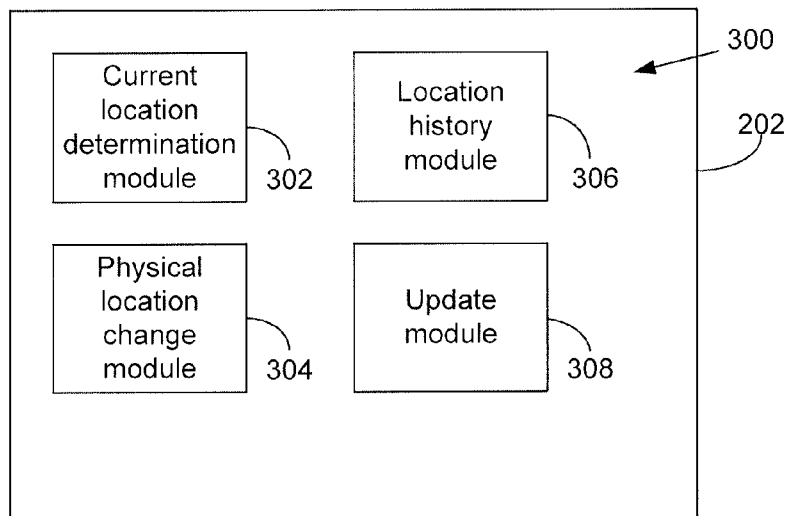 Current
location
determination
module
302
Location
history
module
306
300
202
Physical
location
change
module
304
Update
module
308